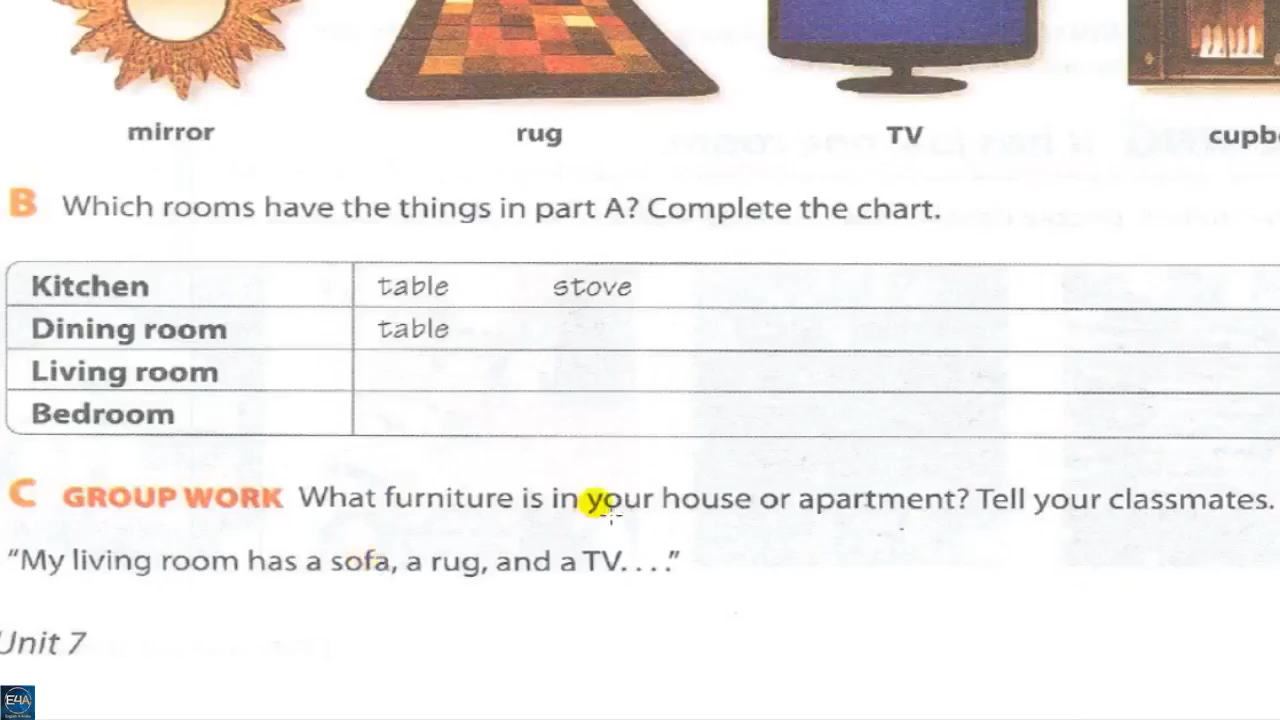 mirror rug TV cupb
B Which rooms have the things in part A? Complete the chart.
Kitchen table stove
Dining room table
Living room
Bedroom
C GROUP WORK What furniture is in your house or apartment? Tell your classmates.
"My living room has a sofa, a rug, and a TV. . . ."
Unit 7
E4A